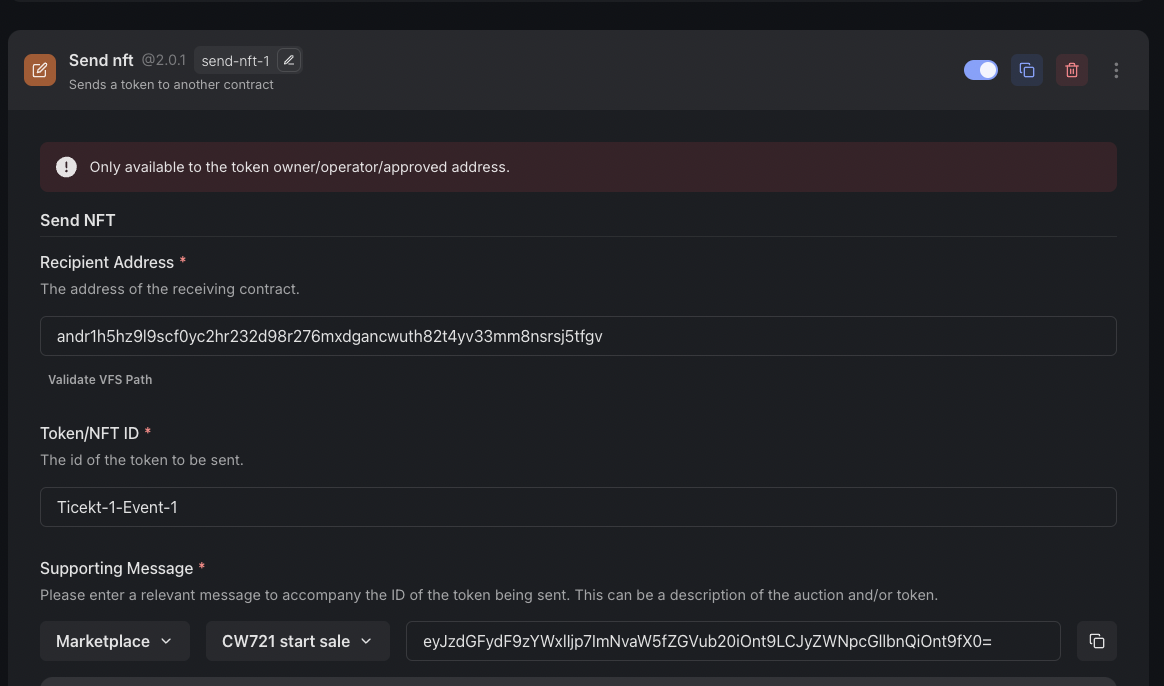 Send nft @2.0.1 send-nft-1
Sends a token to another contract
Only available to the token owner/operator/approved address.
Send NFT
Recipient Address *
The address of the receiving contract.
andr1h5hz9l9scf0yc2hr232d98r276mxdgancwuth82t4yv33mm8nsrsj5tfgv
Validate VFS Path
Token/NFT ID *
The id of the token to be sent.
Ticekt-1-Event-1
Supporting Message *
Please enter a relevant message to accompany the ID of the token being sent. This can be a description of the auction and/or token.
Marketplace CW721 start sale eyJzdGFydF9zYWxlIjp7ImNvaW5fZGVub20iOnt9LCJyZWNpcGllbnQiOnt9fX0=